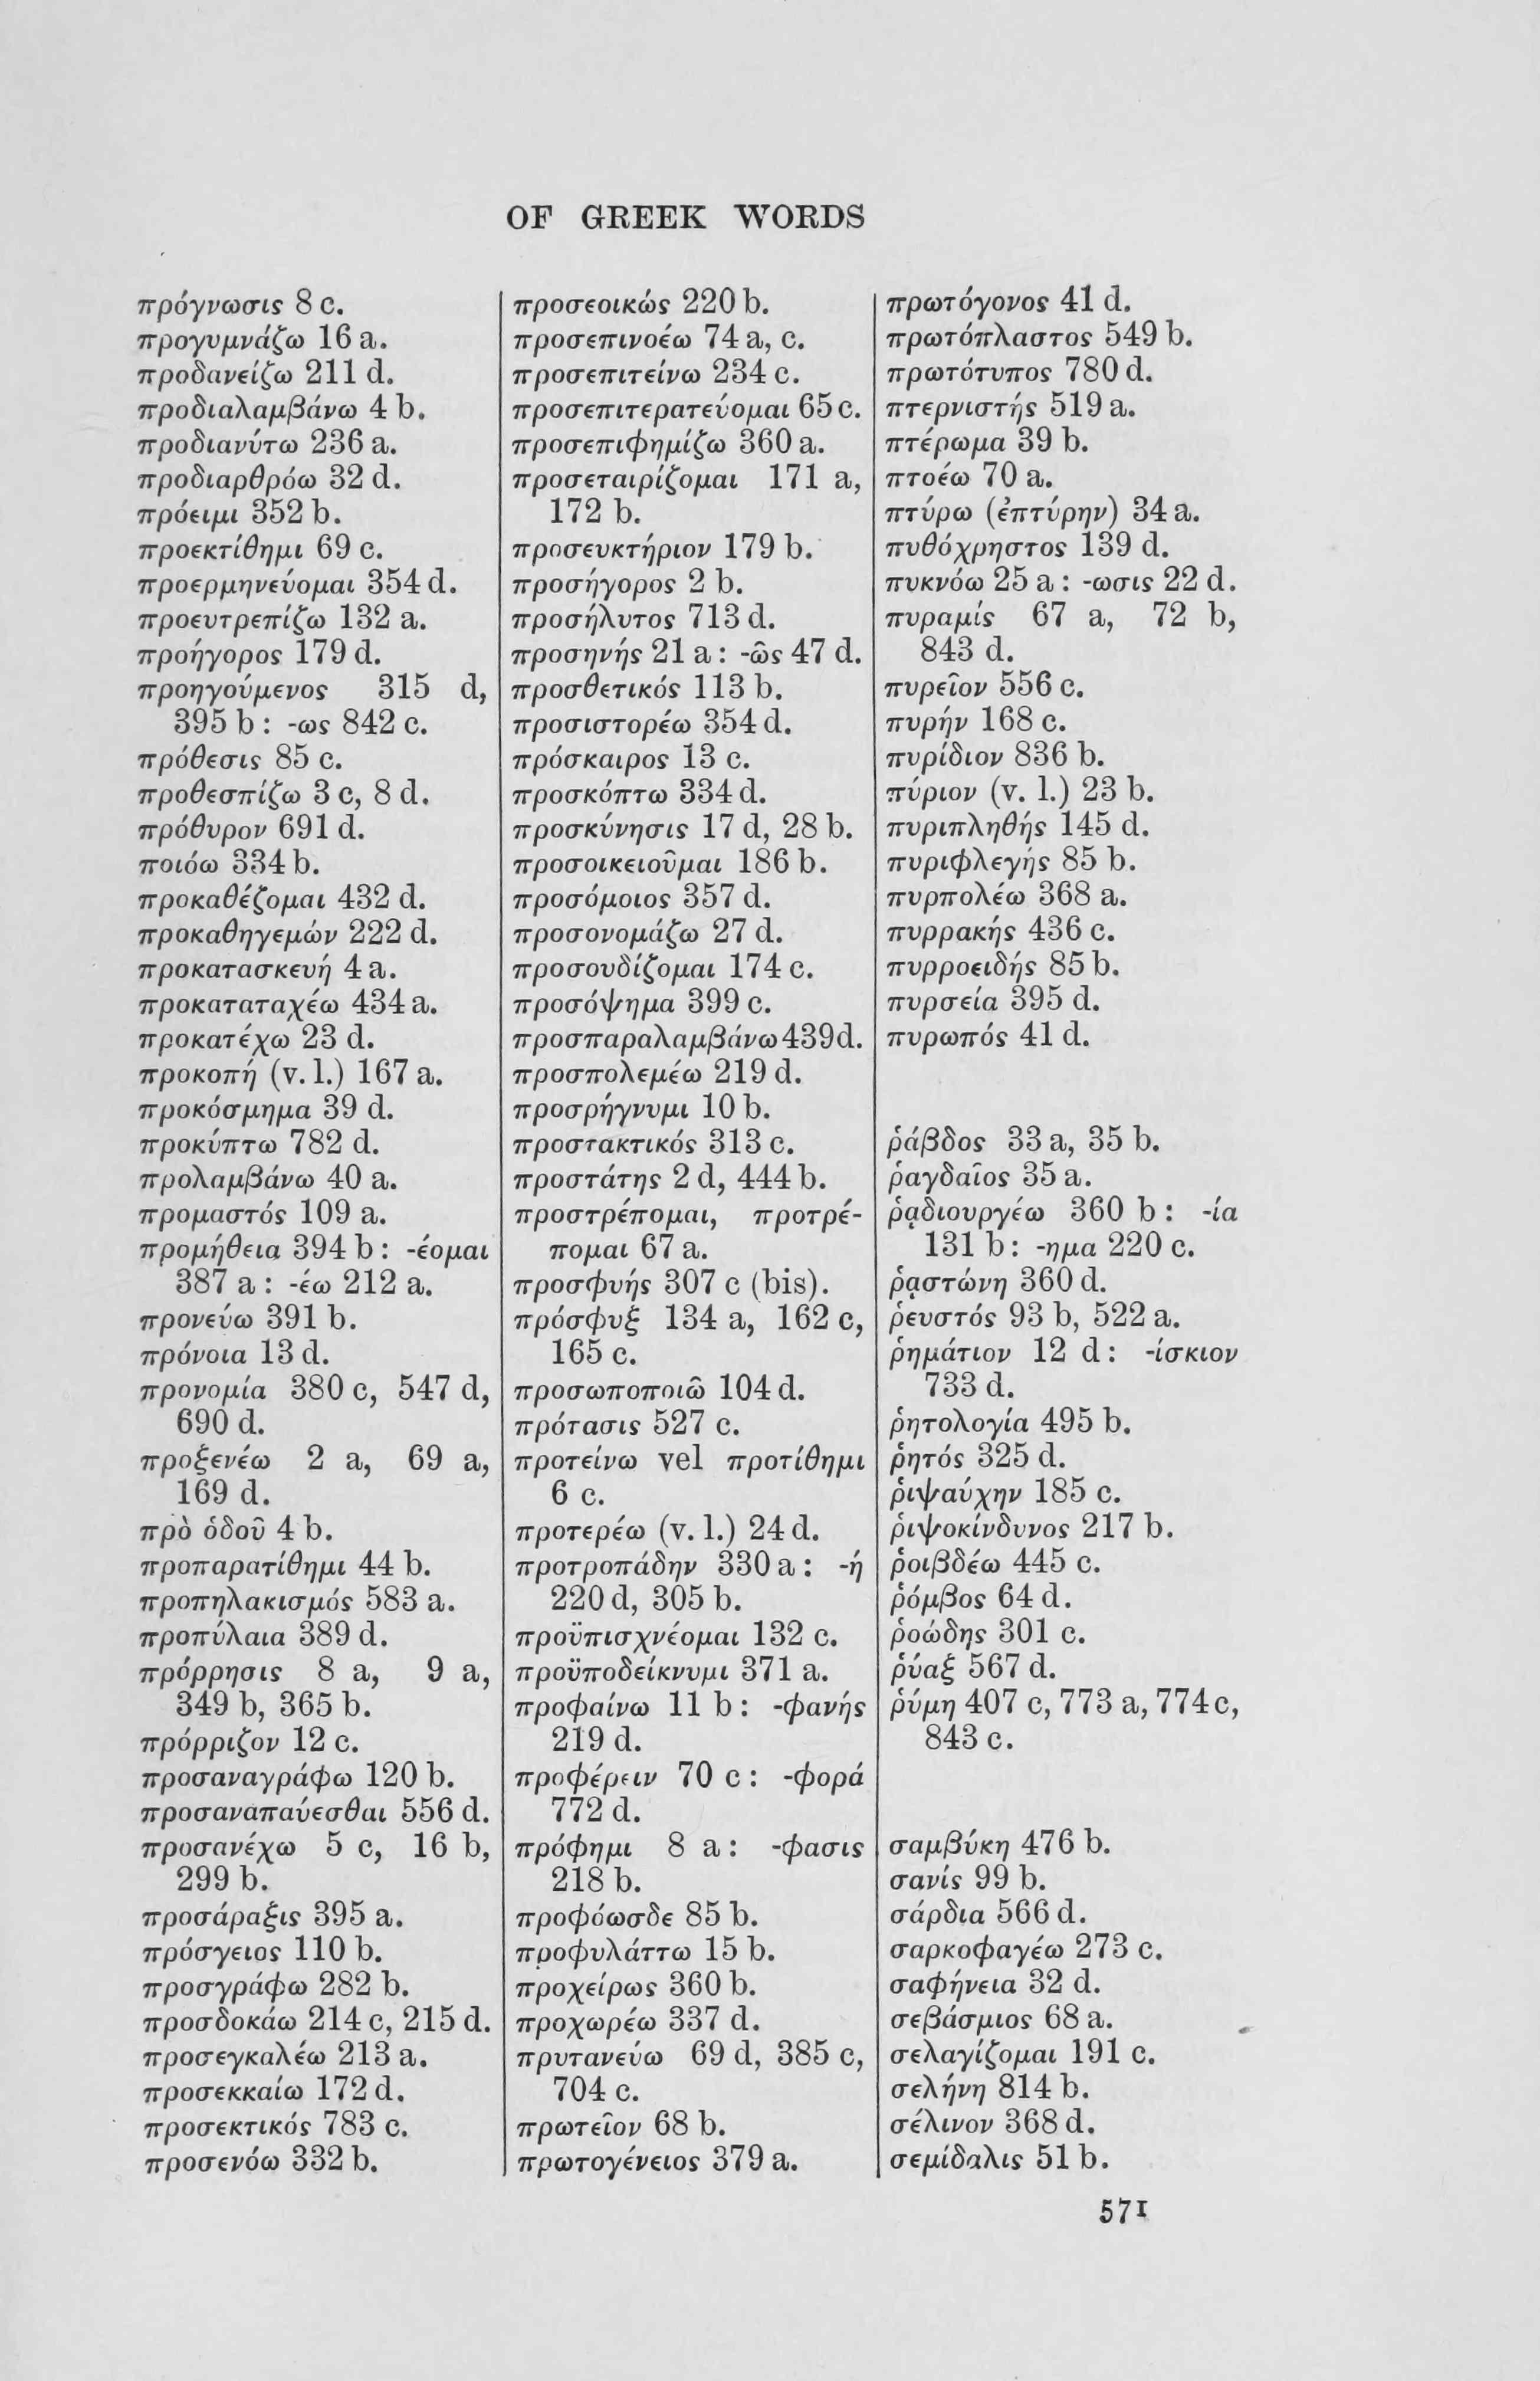 OF GREEK WORDS
πρόγνωσις 8 c.
προγυμνάζω 16 a.
προδανείζω 211 d.
προδιαλαμβάνω 4 b.
προδιανύτω 236 a.
προδιαρθρόω 32 d.
πρόειμι 352 b.
προεκτίθημι 69 c.
προερμηνεύομαι 354 d.
προευτρεπίζω 132 a.
προήγορος 179 d.
προηγούμενος 315 d,
395 b : -ως 842 c.
πρόθεσις 85 c.
προθεσπίζω 3 c, 8 d.
πρόθυρον 691 d.
ποιόω 334 b.
προκαθέζομαι 432 d.
προκαθηγεμών 222 d.
προκατασκευή 4 a.
προκαταταχέω 434 a.
προκατέχω 23 d.
προκοπή (v. l.) 167 a.
προκόσμημα 39 d.
προκύπτω 782 d.
προλαμβάνω 40 a.
προμαστός 109 a.
προμήθεια 394 b : -έομαι
387 a : -έω 212 a.
προνεύω 391 b.
πρόνοια 13 d.
προνομία 380 c, 547 d,
690 d.
προξενέω 2 a, 69 a,
169 d.
πρὸ ὁδοῦ 4 b.
προπαρατίθημι 44 b.
προπηλακισμός 583 a.
προπύλαια 389 d.
πρόρρησις 8 a, 9 a,
349 b, 365 b.
πρόρριζον 12 c.
προσαναγράφω 120 b.
προσαναπαύεσθαι 556 d.
προσανέχω 5 c, 16 b,
299 b.
προσάραξις 395 a.
πρόσγειος 110 b.
προσγράφω 282 b.
προσδοκάω 214 c, 215 d.
προσεγκαλέω 213 a.
προσεκκαίω 172 d.
προσεκτικός 783 c.
προσενόω 332 b.
προσεοικώς 220 b.
προσεπινοέω 74 a, c.
προσεπιτείνω 234 c.
προσεπιτερατεύομαι 65 c.
προσεπιφημίζω 360 a.
προσεταιρίζομαι 171 a,
172 b.
προσευκτήριον 179 b.
προσήγορος 2 b.
προσήλυτος 713 d.
προσηνής 21 a : -ῶς 47 d.
προσθετικός 113 b.
προσιστορέω 354 d.
πρόσκαιρος 13 c.
προσκόπτω 334 d.
προσκύνησις 17 d, 28 b.
προσοικειοῦμαι 186 b.
προσόμοιος 357 d.
προσονομάζω 27 d.
προσουδίζομαι 174 c.
προσόψημα 399 c.
προσπαραλαμβάνω 439 d.
προσπολεμέω 219 d.
προσρήγνυμι 10 b.
προστακτικός 313 c.
προστάτης 2 d, 444 b.
προστρέπομαι, προτρέ-
πομαι 67 a.
προσφυής 307 c (bis).
πρόσφυξ 134 a, 162 c,
165 c.
προσωποποιῶ 104 d.
πρότασις 527 c.
προτείνω vel προτίθημι
6 c.
προτερέω (v. l.) 24 d.
προτροπάδην 330 a : -ή
220 d, 305 b.
προϋπισχνέομαι 132 c.
προϋποδείκνυμι 371 a.
προφαίνω 11 b : -φανής
219 d.
προφέρειν 70 c : -φορά
772 d.
πρόφημι 8 a : -φασις
218 b.
προφόωσδε 85 b.
προφυλάττω 15 b.
προχείρως 360 b.
προχωρέω 337 d.
πρυτανεύω 69 d, 385 c,
704 c.
πρωτεῖον 68 b.
πρωτογένειος 379 a.
πρωτόγονος 41 d.
πρωτόπλαστος 549 b.
πρωτότυπος 780 d.
πτερνιστής 519 a.
πτέρωμα 39 b.
πτοέω 70 a.
πτύρω (ἐπτύρην) 34 a.
πυθόχρηστος 139 d.
πυκνόω 25 a : -ωσις 22 d.
πυραμίς 67 a, 72 b,
843 d.
πυρεῖον 556 c.
πυρήν 168 c.
πυρίδιον 836 b.
πύριον (v. l.) 23 b.
πυριπληθής 145 d.
πυριφλεγής 85 b.
πυρπολέω 368 a.
πυρρακής 436 c.
πυρροειδής 85 b.
πυρσεία 395 d.
πυρωπός 41 d.
ῥάβδος 33 a, 35 b.
ῥαγδαῖος 35 a.
ῥᾳδιουργέω 360 b : -ία
131 b : -ημα 220 c.
ῥᾳστώνη 360 d.
ῥευστός 93 b, 522 a.
ῥημάτιον 12 d : -ίσκιον
733 d.
ῥητολογία 495 b.
ῥητός 325 d.
ῥιψαύχην 185 c.
ῥιψοκίνδυνος 217 b.
ῥοιβδέω 445 c.
ῥόμβος 64 d.
ῥοώδης 301 c.
ῥύαξ 567 d.
ῥύμη 407 c, 773 a, 774 c,
843 c.
σαμβύκη 476 b.
σανίς 99 b.
σάρδια 566 d.
σαρκοφαγέω 273 c.
σαφήνεια 32 d.
σεβάσμιος 68 a.
σελαγίζομαι 191 c.
σελήνη 814 b.
σέλινον 368 d.
σεμίδαλις 51 b.
571